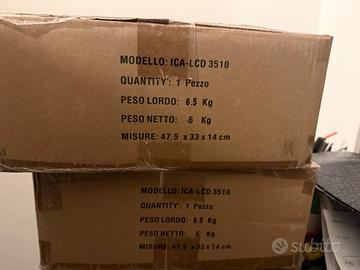 MODELLO: ICA-LCD 3510
QUANTITY': 1 Pezzo
PESO LORDO: 6.5 Kg
PESO NETTO: .6 Kg
MISURE: 47.5 x 33 x 14 cm
MODELLO: ICA-LCD 3510
QUANTITY': 1 Pezzo
PESO LORDO: 6.5 Kg
PESO NETTO: 6 Kg
MISURE: 47.5 x 33 x 14 cm
subito